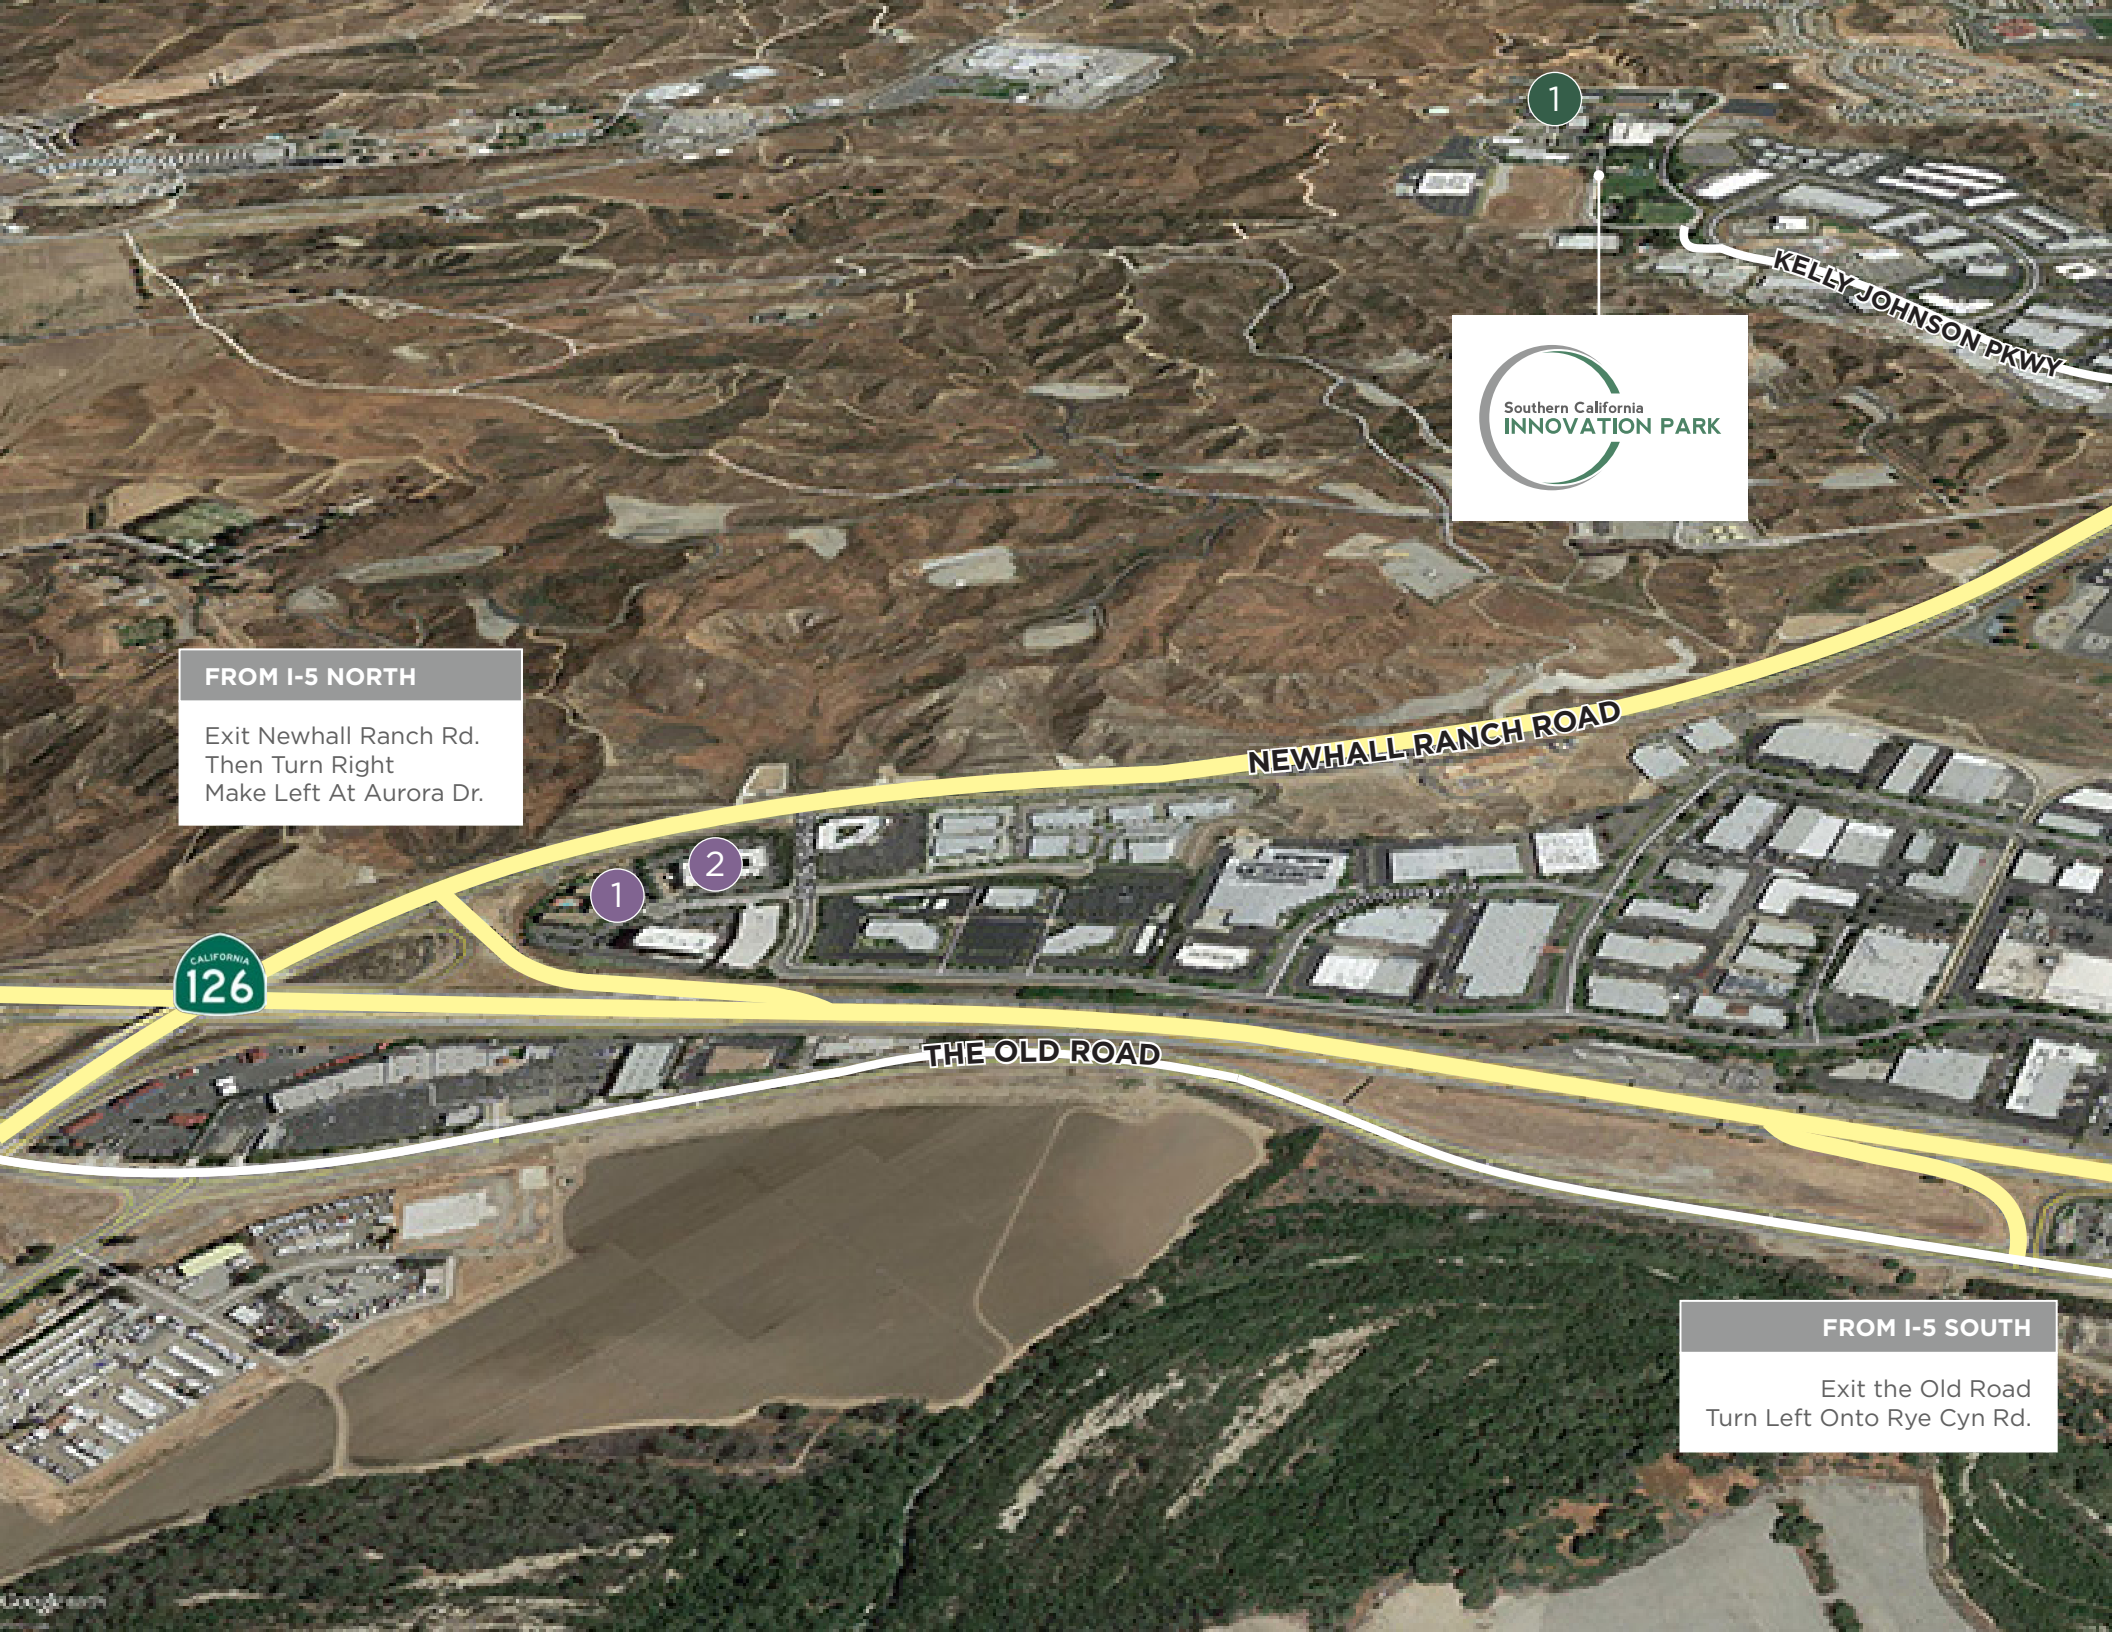 1
KELLY JOHNSON PKWY
Southern California
INNOVATION PARK
FROM I-5 NORTH
Exit Newhall Ranch Rd.
Then Turn Right
Make Left At Aurora Dr.
NEWHALL RANCH ROAD
2
1
CALIFORNIA
126
THE OLD ROAD
FROM I-5 SOUTH
Exit the Old Road
Turn Left Onto Rye Cyn Rd.
Google earth